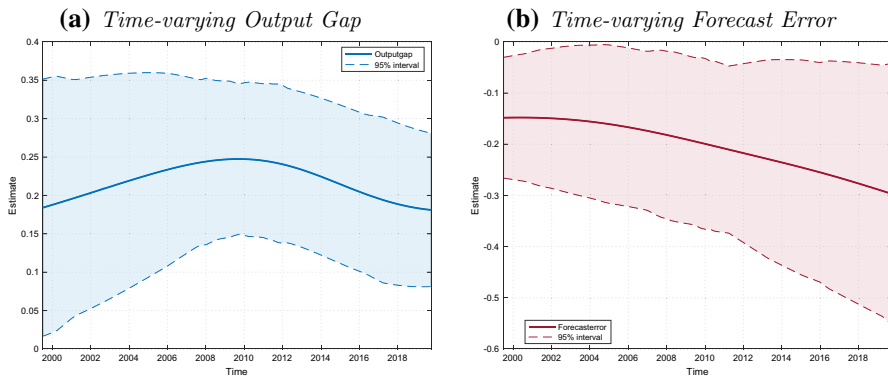 (a) Time-varying Output Gap
0.4
0.35
0.3
0.25
0.2
0.15
0.1
0.05
0
Estimate
Outputgap
95% interval
2000 2002 2004 2006 2008 2010 2012 2014 2016 2018
Time
(b) Time-varying Forecast Error
0
-0.1
-0.2
-0.3
-0.4
-0.5
-0.6
Estimate
Forecasterror
95% interval
2000 2002 2004 2006 2008 2010 2012 2014 2016 2018
Time